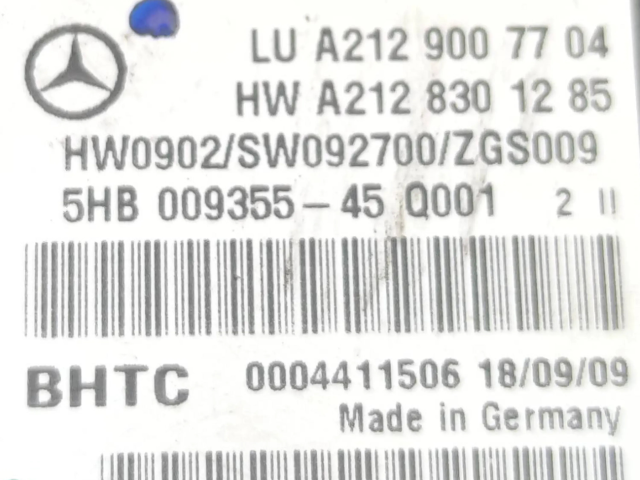 LU A212 900 77 04
HW A212 830 12 85
HW0902/SW092700/ZGS009
5HB 009355-45 Q001 2 II
BHTC 0004411506 18/09/09
Made in Germany